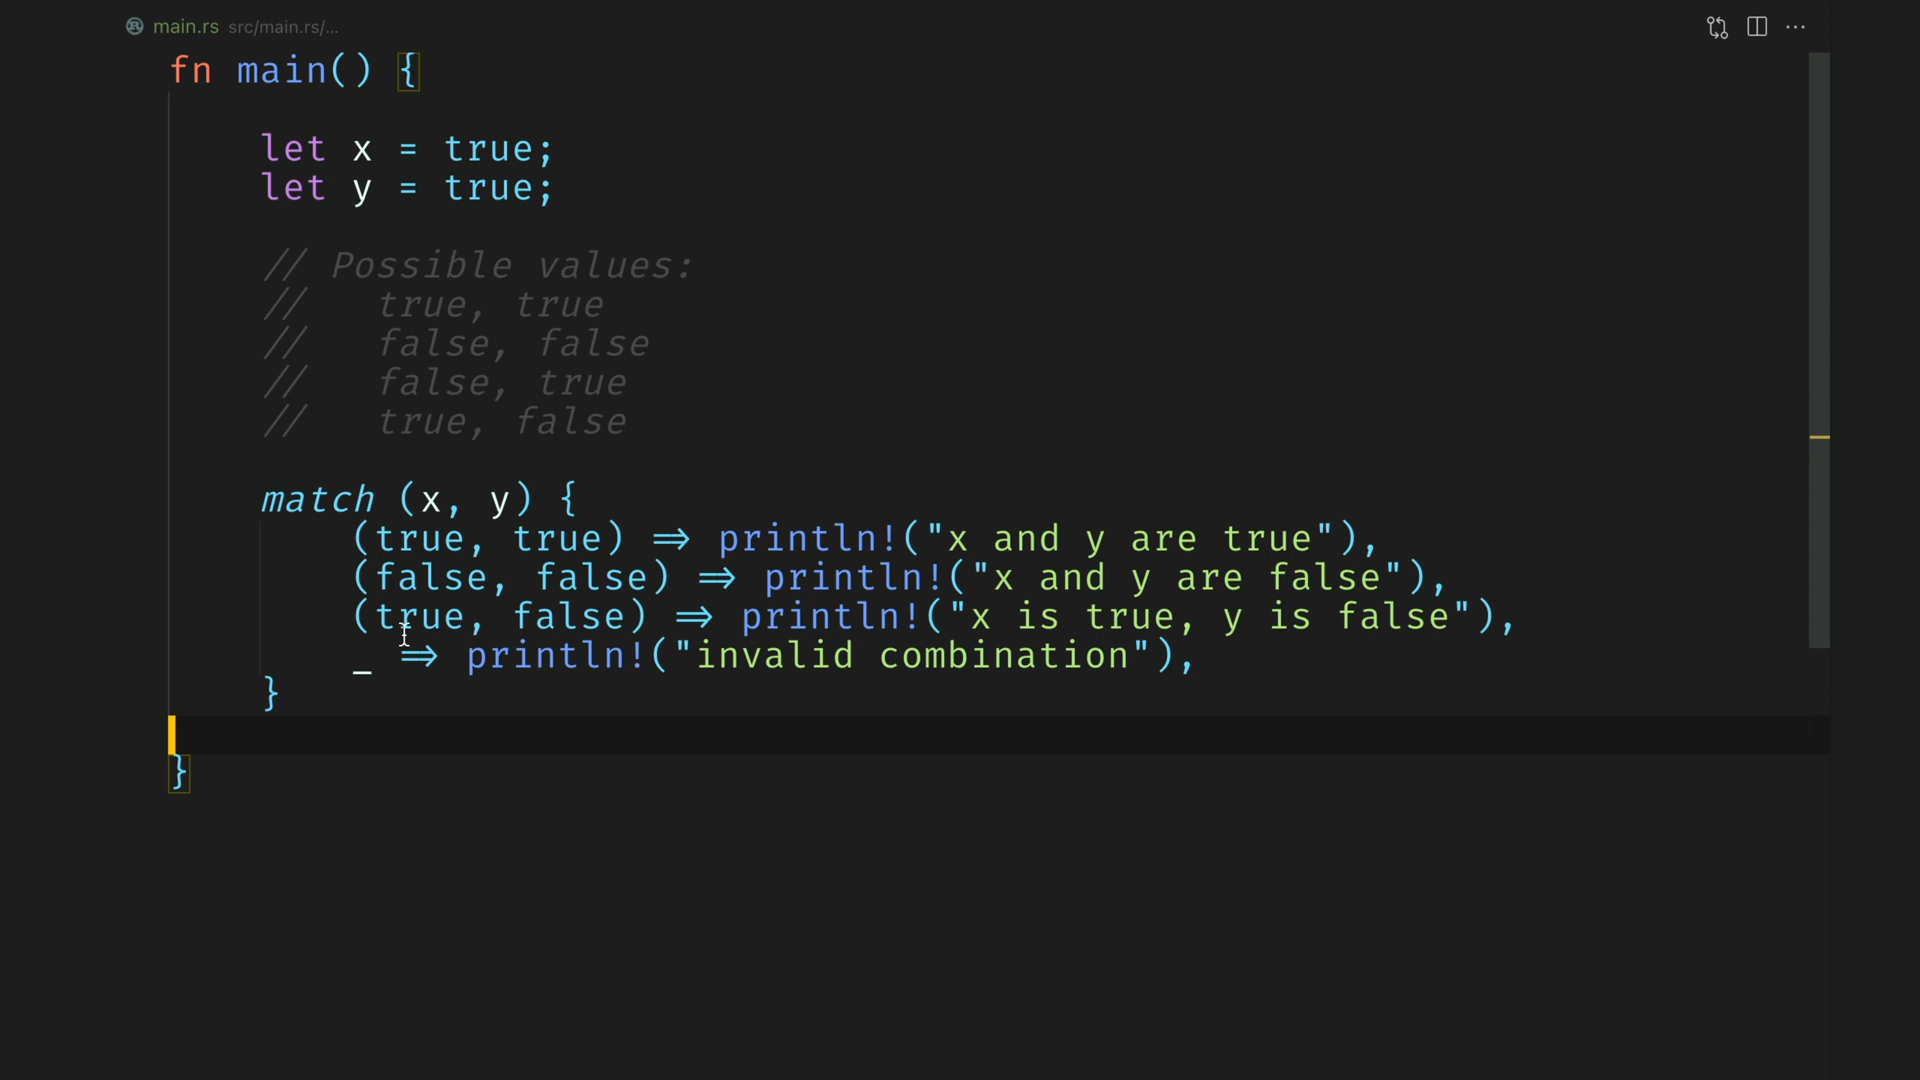 main.rs src/main.rs/...
fn main() {
let x = true;
let y = true;
// Possible values:
//   true, true
//   false, false
//   false, true
//   true, false
match (x, y) {
(true, true) => println!("x and y are true"),
(false, false) => println!("x and y are false"),
(true, false) => println!("x is true, y is false"),
_ => println!("invalid combination"),
}
}